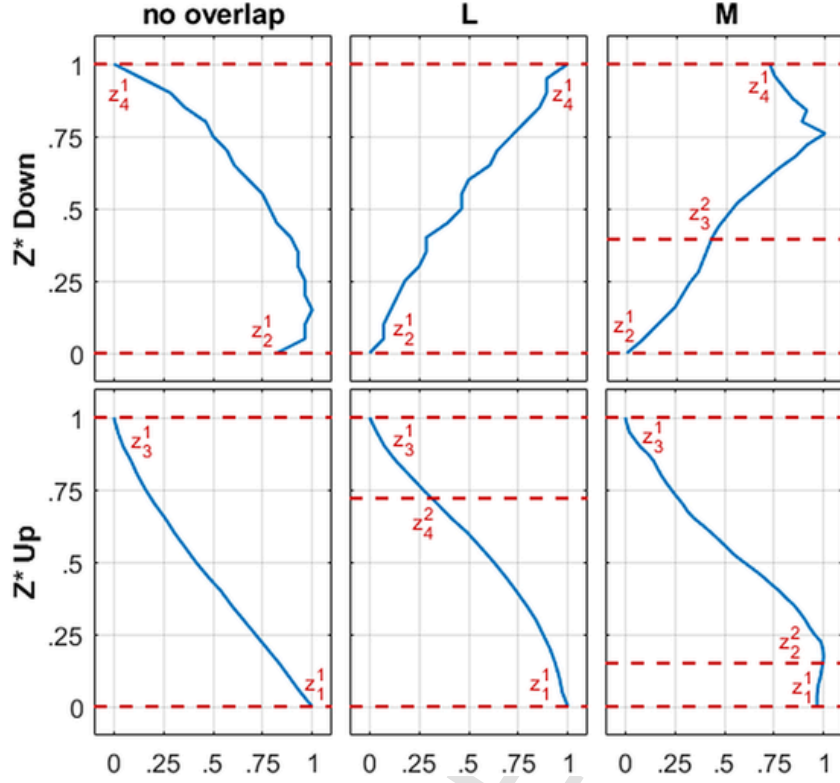 no overlap L M
Z* Down
1
.75
.5
.25
0
z₄¹
z₂¹
z₄¹
z₂¹
z₄¹
z₃²
z₂¹
Z* Up
1
.75
.5
.25
0
z₃¹
z₁¹
z₃¹
z₄²
z₁¹
z₃¹
z₂²
z₁¹
0 .25 .5 .75 1 0 .25 .5 .75 1 0 .25 .5 .75 1